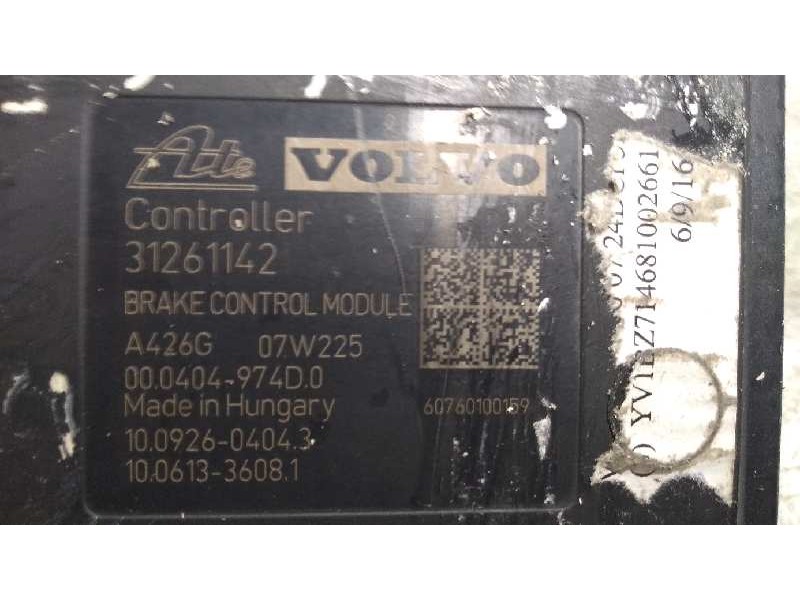 Ate VOLVO
Controller
31261142
BRAKE CONTROL MODULE
A426G 07W225
00.0404-974D.0
Made in Hungary
60760100159
10.0926-0404.3
10.0613-3608.1
6/9/16